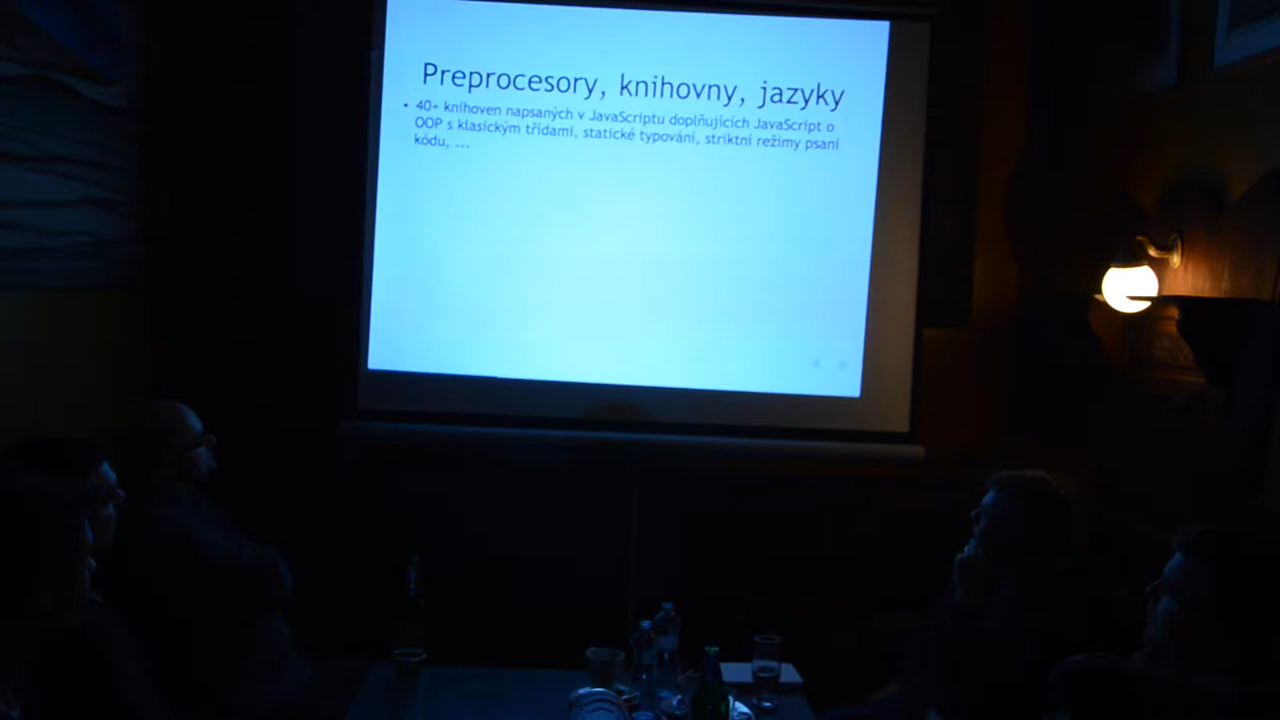 Preprocesory, knihovny, jazyky
• 40+ knihoven napsaných v JavaScriptu doplňujících JavaScript o
OOP s klasickým třídami, statické typování, striktní režimy psaní
kódu, ...